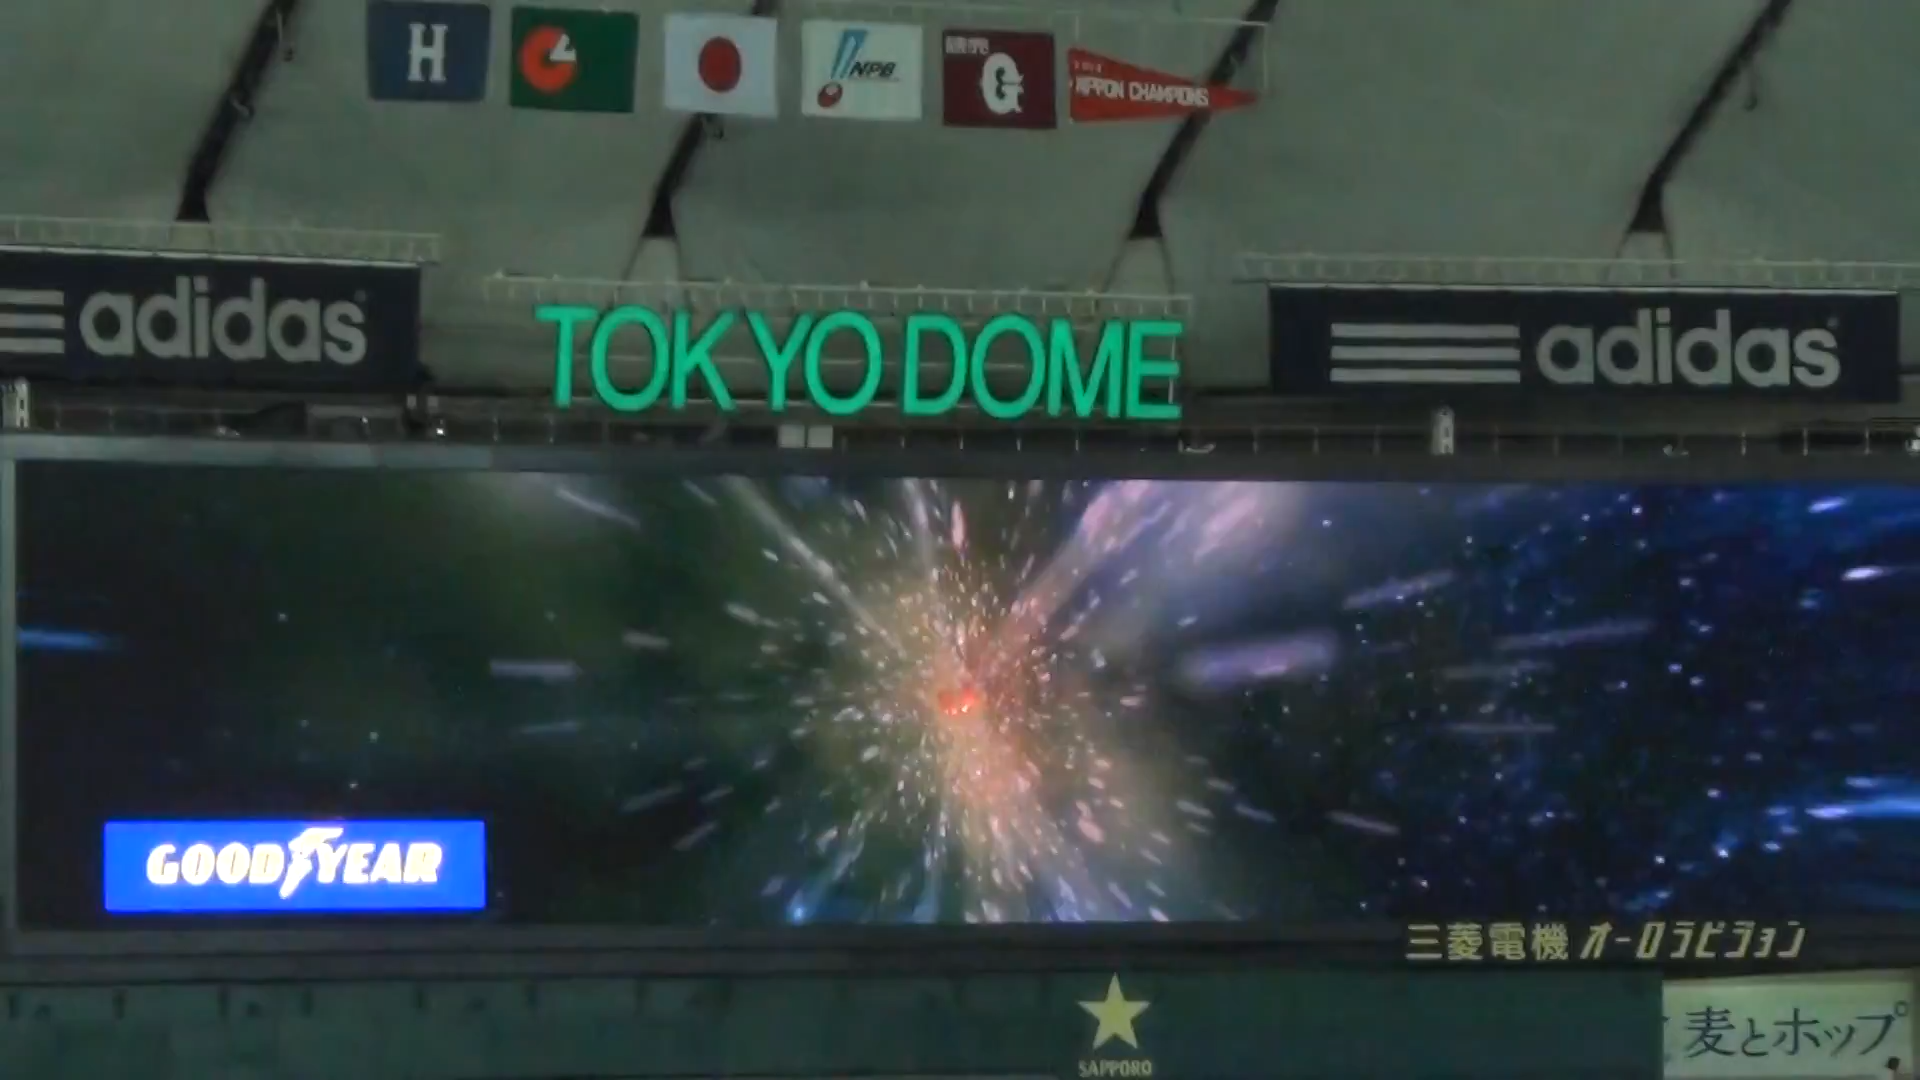 H
NPB
G
NIPPON CHAMPIONS
adidas
TOKYO DOME
adidas
GOODYEAR
三菱電機 オーロラビジョン
SAPPORO
麦とホップ